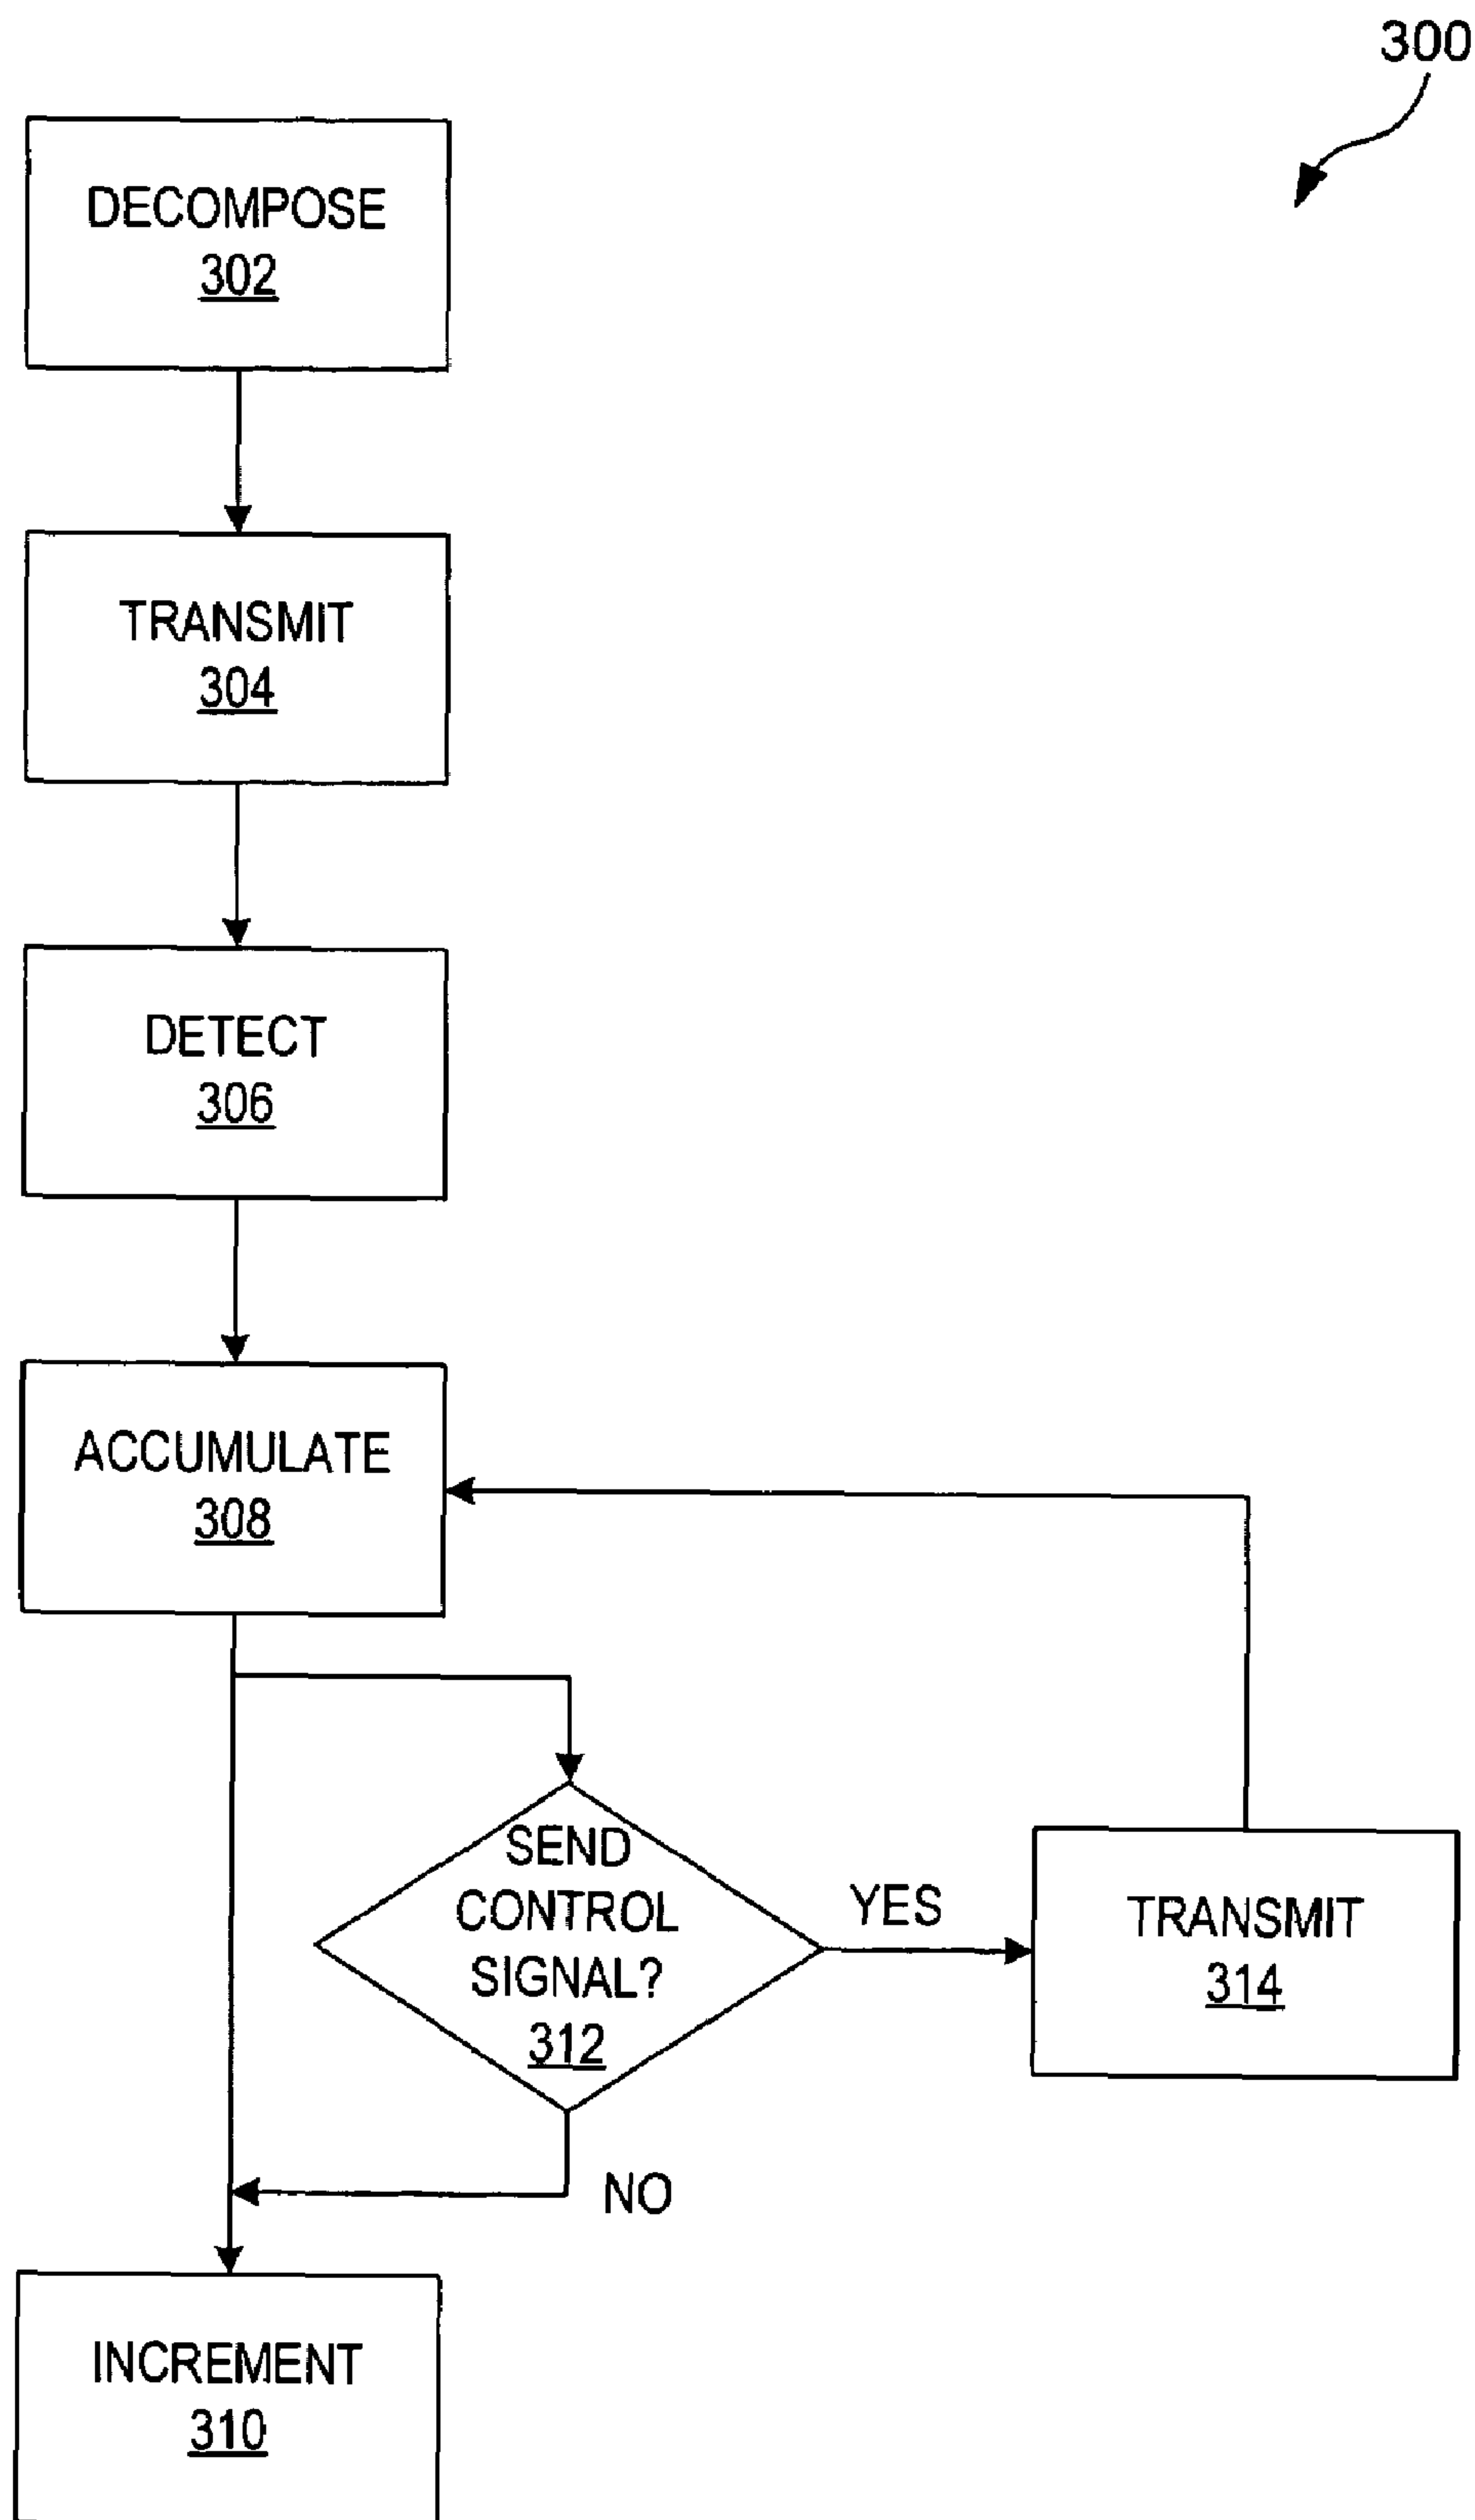 300
DECOMPOSE
302
TRANSMIT
304
DETECT
306
ACCUMULATE
308
SEND
CONTROL
SIGNAL?
312
YES
TRANSMIT
314
NO
INCREMENT
310